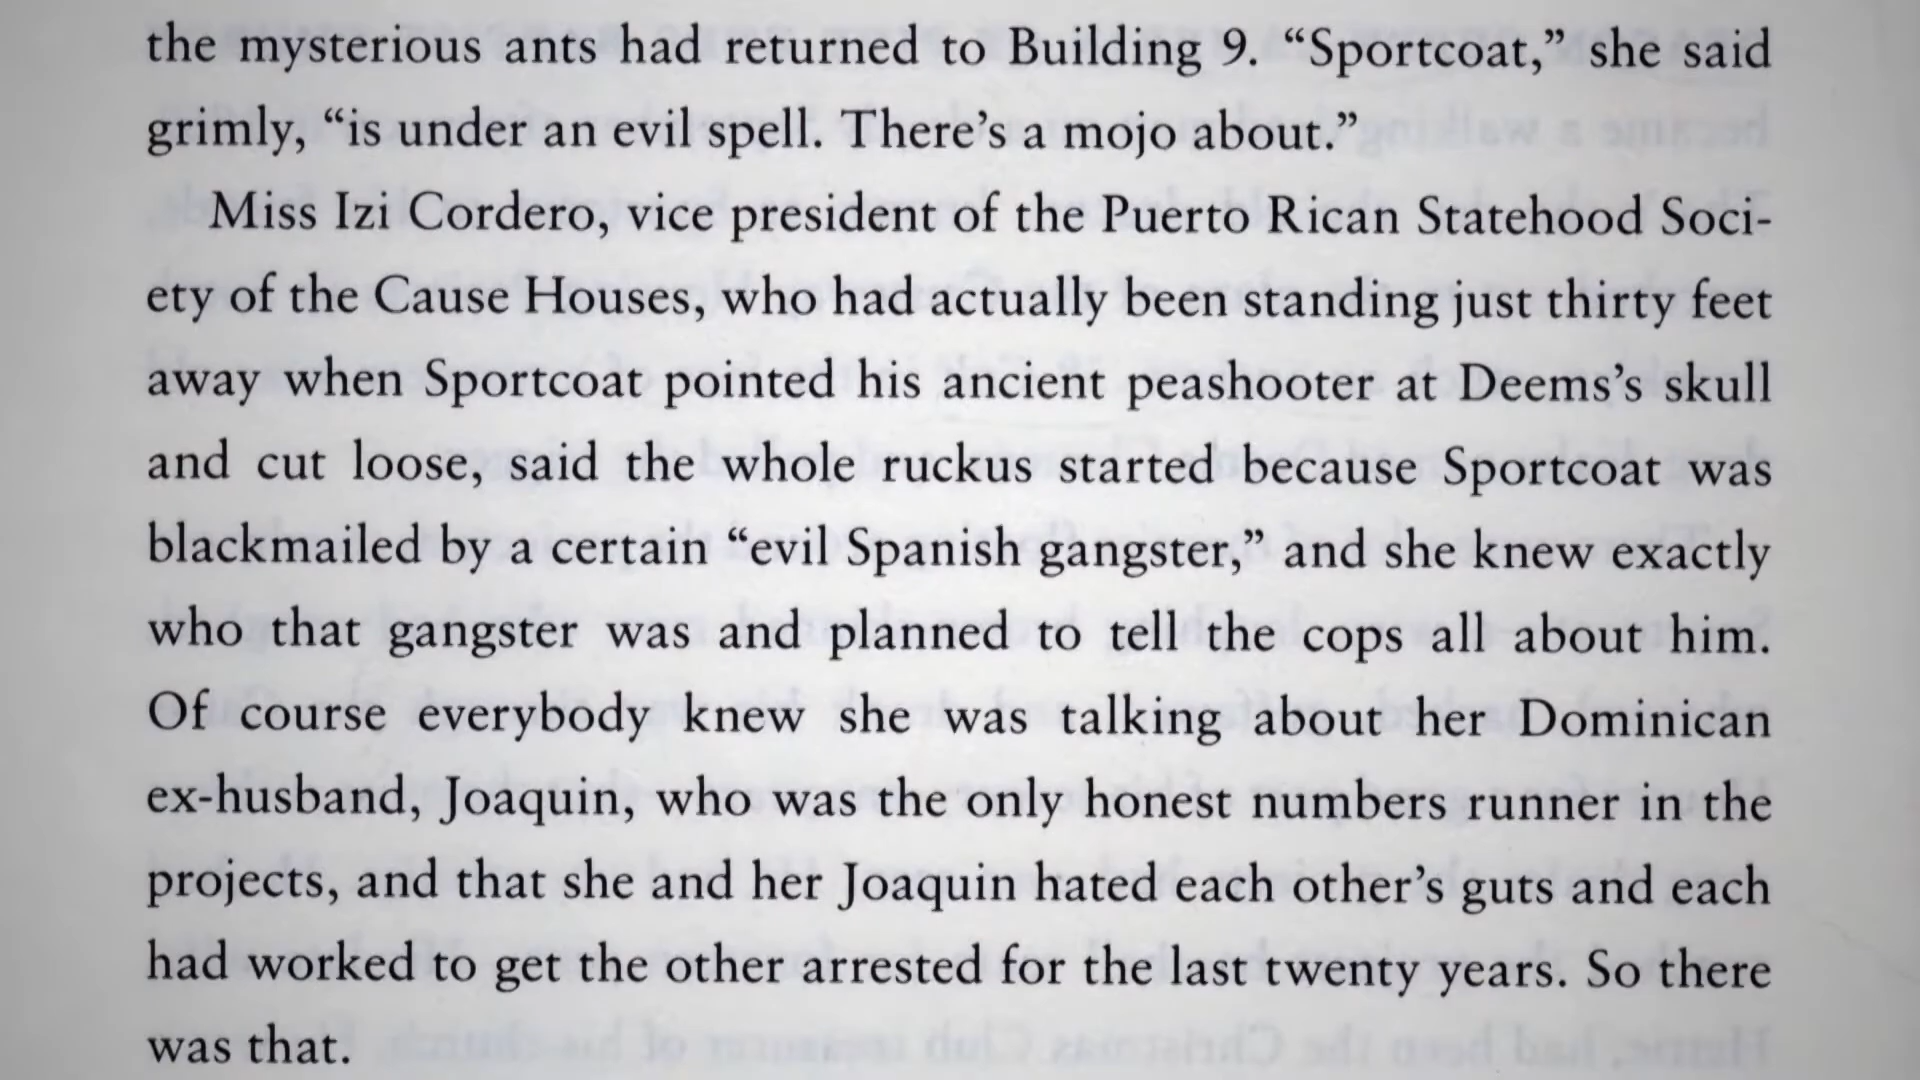 the mysterious ants had returned to Building 9. “Sportcoat,” she said
grimly, “is under an evil spell. There’s a mojo about.”
Miss Izi Cordero, vice president of the Puerto Rican Statehood Soci-
ety of the Cause Houses, who had actually been standing just thirty feet
away when Sportcoat pointed his ancient peashooter at Deems’s skull
and cut loose, said the whole ruckus started because Sportcoat was
blackmailed by a certain “evil Spanish gangster,” and she knew exactly
who that gangster was and planned to tell the cops all about him.
Of course everybody knew she was talking about her Dominican
ex-husband, Joaquin, who was the only honest numbers runner in the
projects, and that she and her Joaquin hated each other’s guts and each
had worked to get the other arrested for the last twenty years. So there
was that.